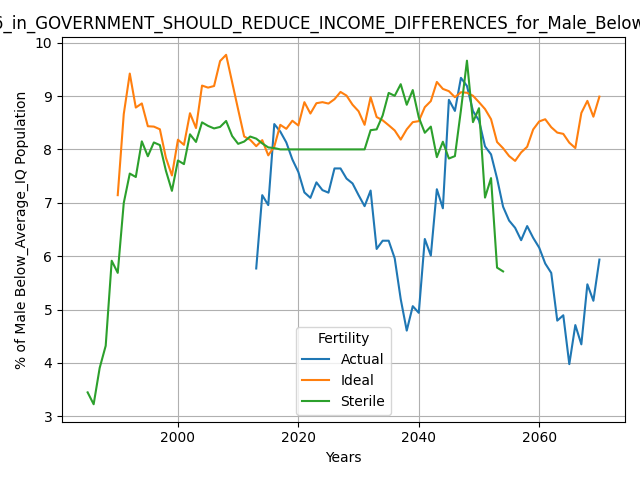 _in_GOVERNMENT_SHOULD_REDUCE_INCOME_DIFFERENCES_for_Male_Below
% of Male Below_Average_IQ Population
10
9
8
7
6
5
4
3
2000
2020
2040
2060
Years
Fertility
Actual
Ideal
Sterile